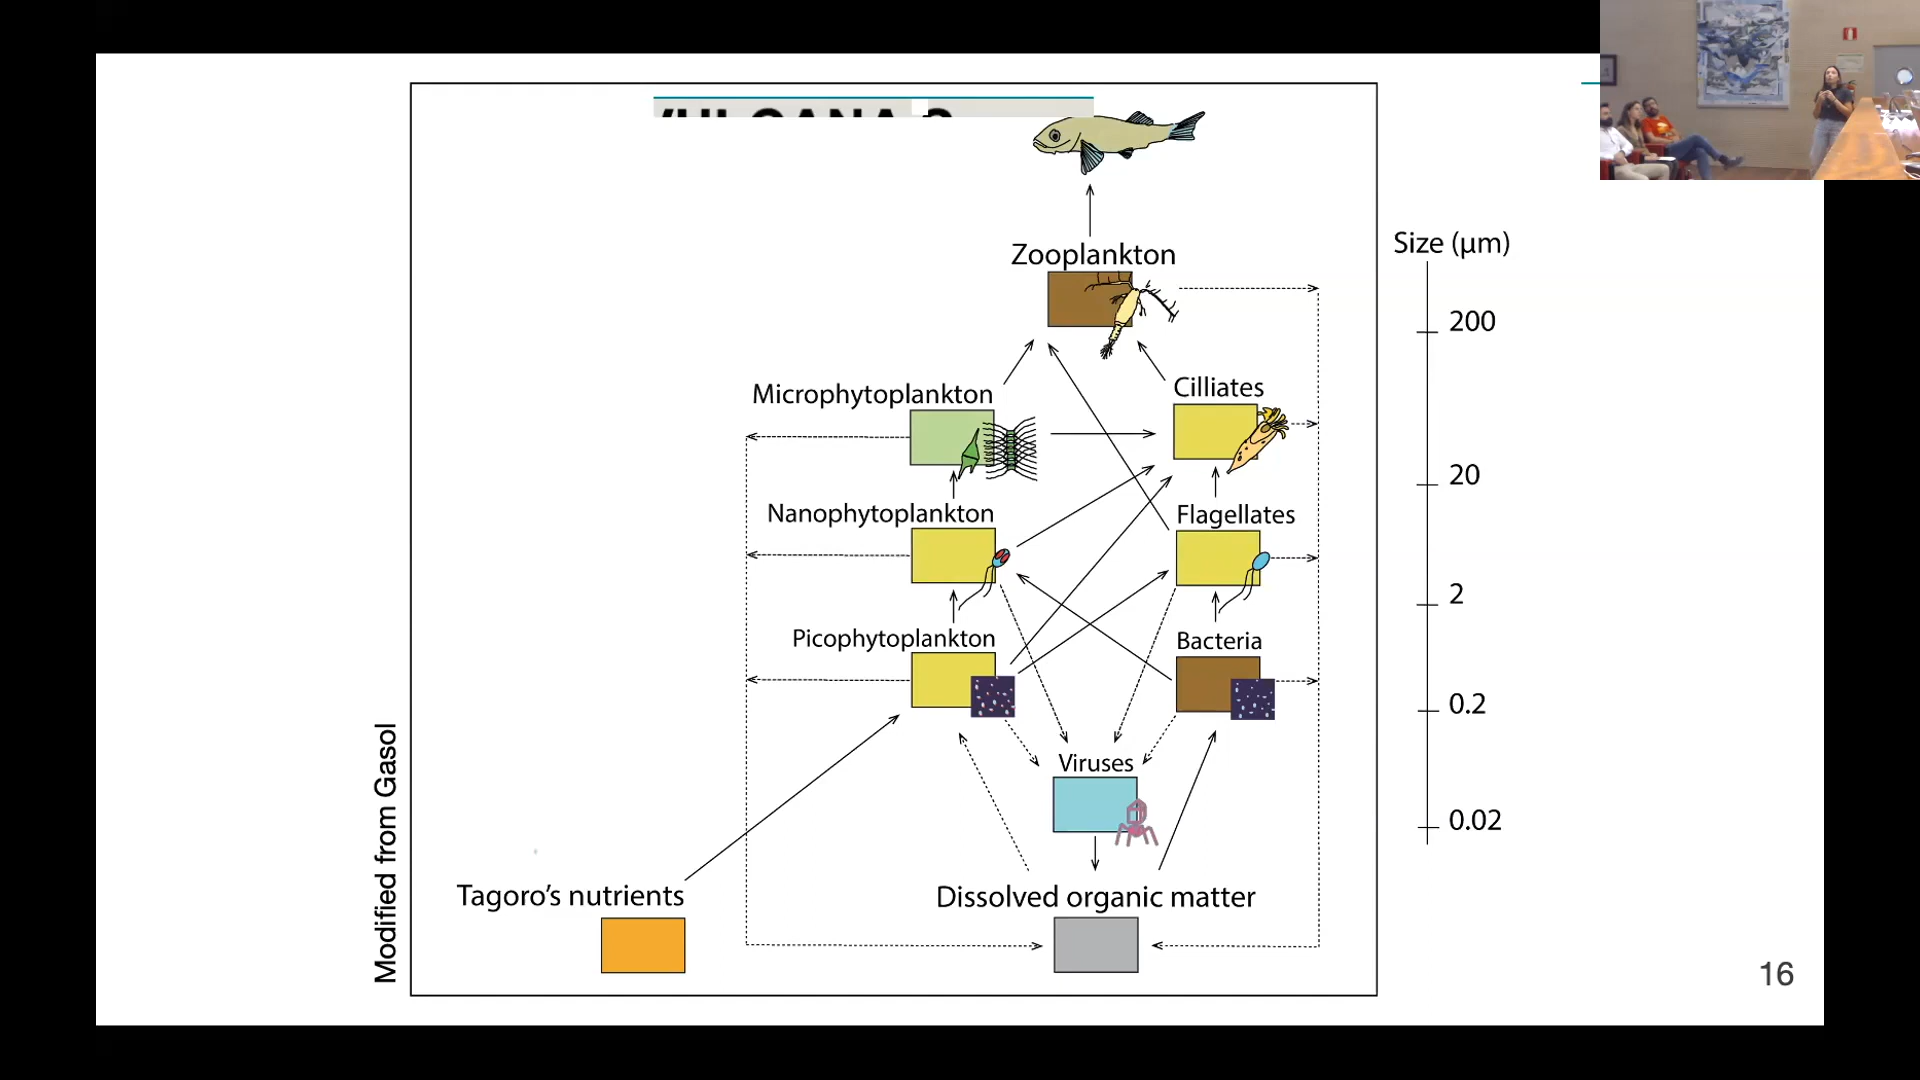 Zooplankton
Size (µm)
200
Microphytoplankton
Cilliates
20
Nanophytoplankton
Flagellates
2
Picophytoplankton
Bacteria
0.2
Viruses
0.02
Tagoro's nutrients
Dissolved organic matter
Modified from Gasol
16